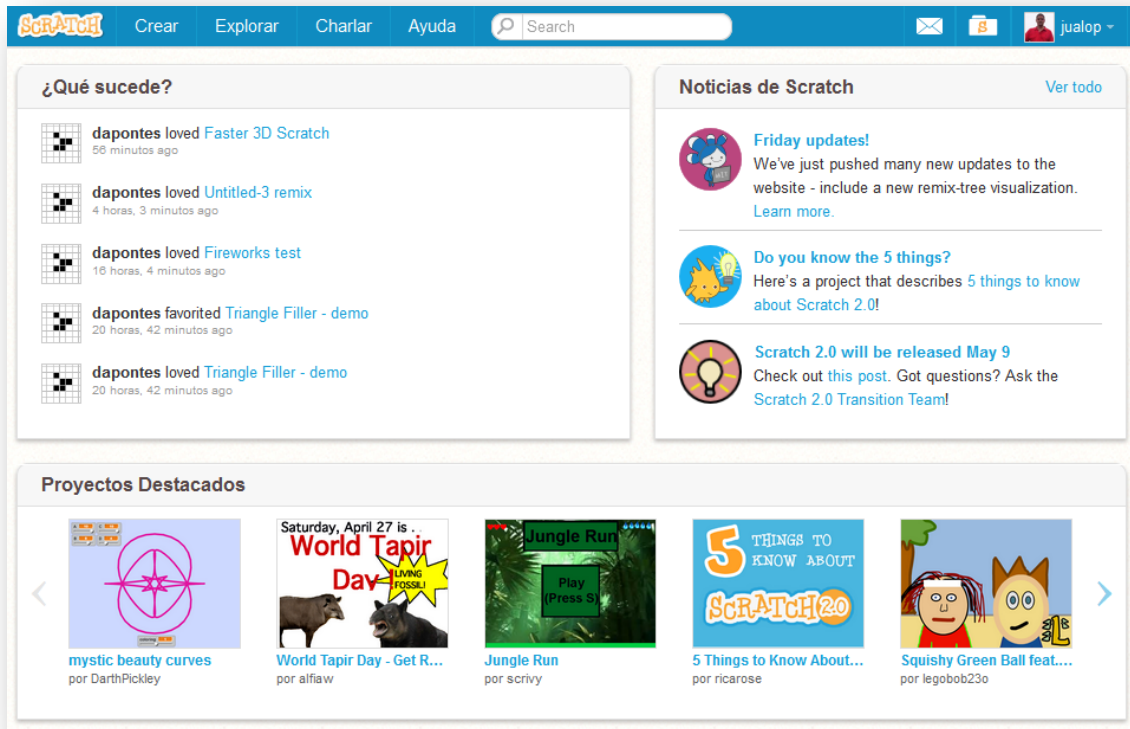 SCRATCH Crear Explorar Charlar Ayuda Search jualop
¿Qué sucede?
dapontes loved Faster 3D Scratch
56 minutos ago
dapontes loved Untitled-3 remix
4 horas, 3 minutos ago
dapontes loved Fireworks test
16 horas, 4 minutos ago
dapontes favorited Triangle Filler - demo
20 horas, 42 minutos ago
dapontes loved Triangle Filler - demo
20 horas, 42 minutos ago
Noticias de Scratch Ver todo
Friday updates!
We've just pushed many new updates to the
website - include a new remix-tree visualization.
Learn more.
Do you know the 5 things?
Here's a project that describes 5 things to know
about Scratch 2.0!
Scratch 2.0 will be released May 9
Check out this post. Got questions? Ask the
Scratch 2.0 Transition Team!
Proyectos Destacados
mystic beauty curves
por DarthPickley
Saturday, April 27 is . .
World Tapir
Day
LIVING
FOSSIL!
World Tapir Day - Get R...
por alfiaw
Jungle Run
Play
(Press S)
Jungle Run
por scrivy
5 THINGS TO
KNOW ABOUT
SCRATCH 2.0
5 Things to Know About...
por ricarose
Squishy Green Ball feat....
por legobob23o